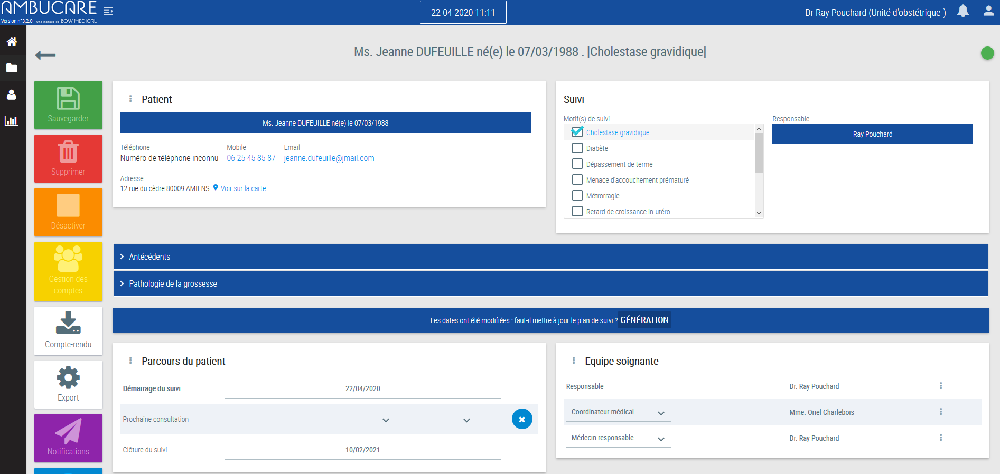 AMBUCARE
Version n°3.2.0 Une marque de BOW MEDICAL
22-04-2020 11:11
Dr Ray Pouchard (Unité d'obstétrique )
Ms. Jeanne DUFEUILLE né(e) le 07/03/1988 : [Cholestase gravidique]
Sauvegarder
Supprimer
Désactiver
Gestion des
comptes
Compte-rendu
Export
Notifications
Patient
Ms. Jeanne DUFEUILLE né(e) le 07/03/1988
Téléphone Mobile Email
Numéro de téléphone inconnu 06 25 45 85 87 jeanne.dufeuille@jmail.com
Adresse
12 rue du cèdre 80009 AMIENS Voir sur la carte
Suivi
Motif(s) de suivi
Cholestase gravidique
Diabète
Dépassement de terme
Menace d'accouchement prématuré
Métrorragie
Retard de croissance in-utéro
Responsable
Ray Pouchard
Antécédents
Pathologie de la grossesse
Les dates ont été modifiées : faut-il mettre à jour le plan de suivi ? GÉNÉRATION
Parcours du patient
Démarrage du suivi 22/04/2020
Prochaine consultation
Clôture du suivi 10/02/2021
Equipe soignante
Responsable Dr. Ray Pouchard
Coordinateur médical Mme. Oriel Charlebois
Médecin responsable Dr. Ray Pouchard